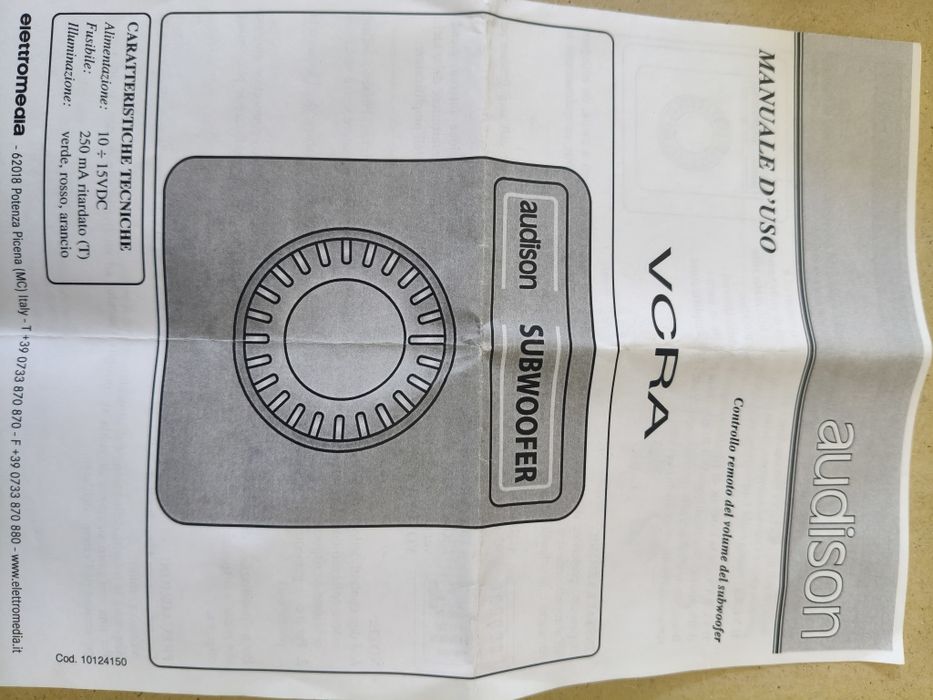 audison
MANUALE D'USO
Controllo remoto del volume del subwoofer
VCRA
audison SUBWOOFER
CARATTERISTICHE TECNICHE
Alimentazione: 10 ÷ 15VDC
Fusibile: 250 mA ritardato (T)
Illuminazione: verde, rosso, arancio
Cod. 10124150
elettromedia - 62018 Potenza Picena (MC) Italy - T +39 0733 870 870 - F +39 0733 870 880 - www.elettromedia.it